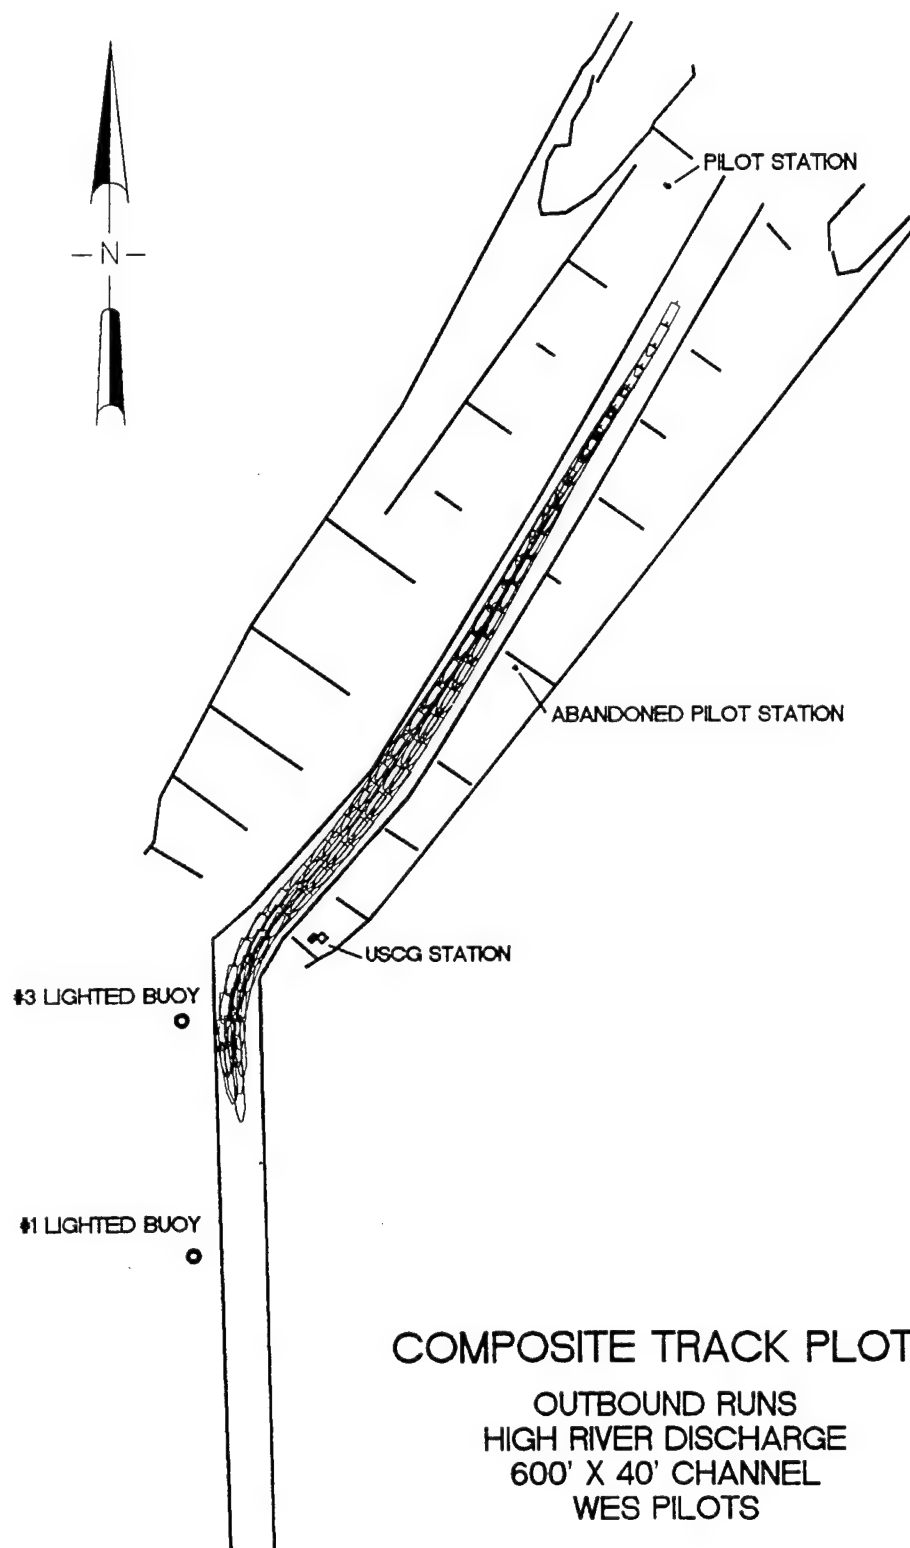 PILOT STATION
N
ABANDONED PILOT STATION
USCG STATION
#3 LIGHTED BUOY
#1 LIGHTED BUOY
COMPOSITE TRACK PLOT
OUTBOUND RUNS
HIGH RIVER DISCHARGE
600' X 40' CHANNEL
WES PILOTS